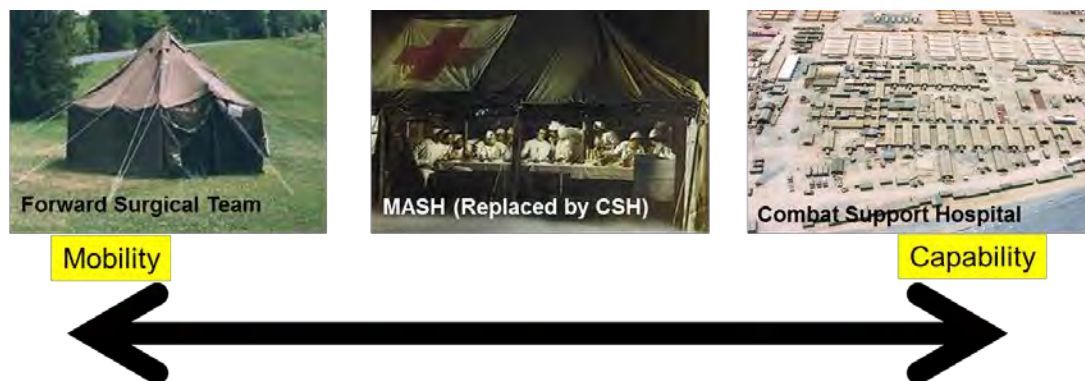 Forward Surgical Team
MASH (Replaced by CSH)
Combat Support Hospital
Mobility
Capability